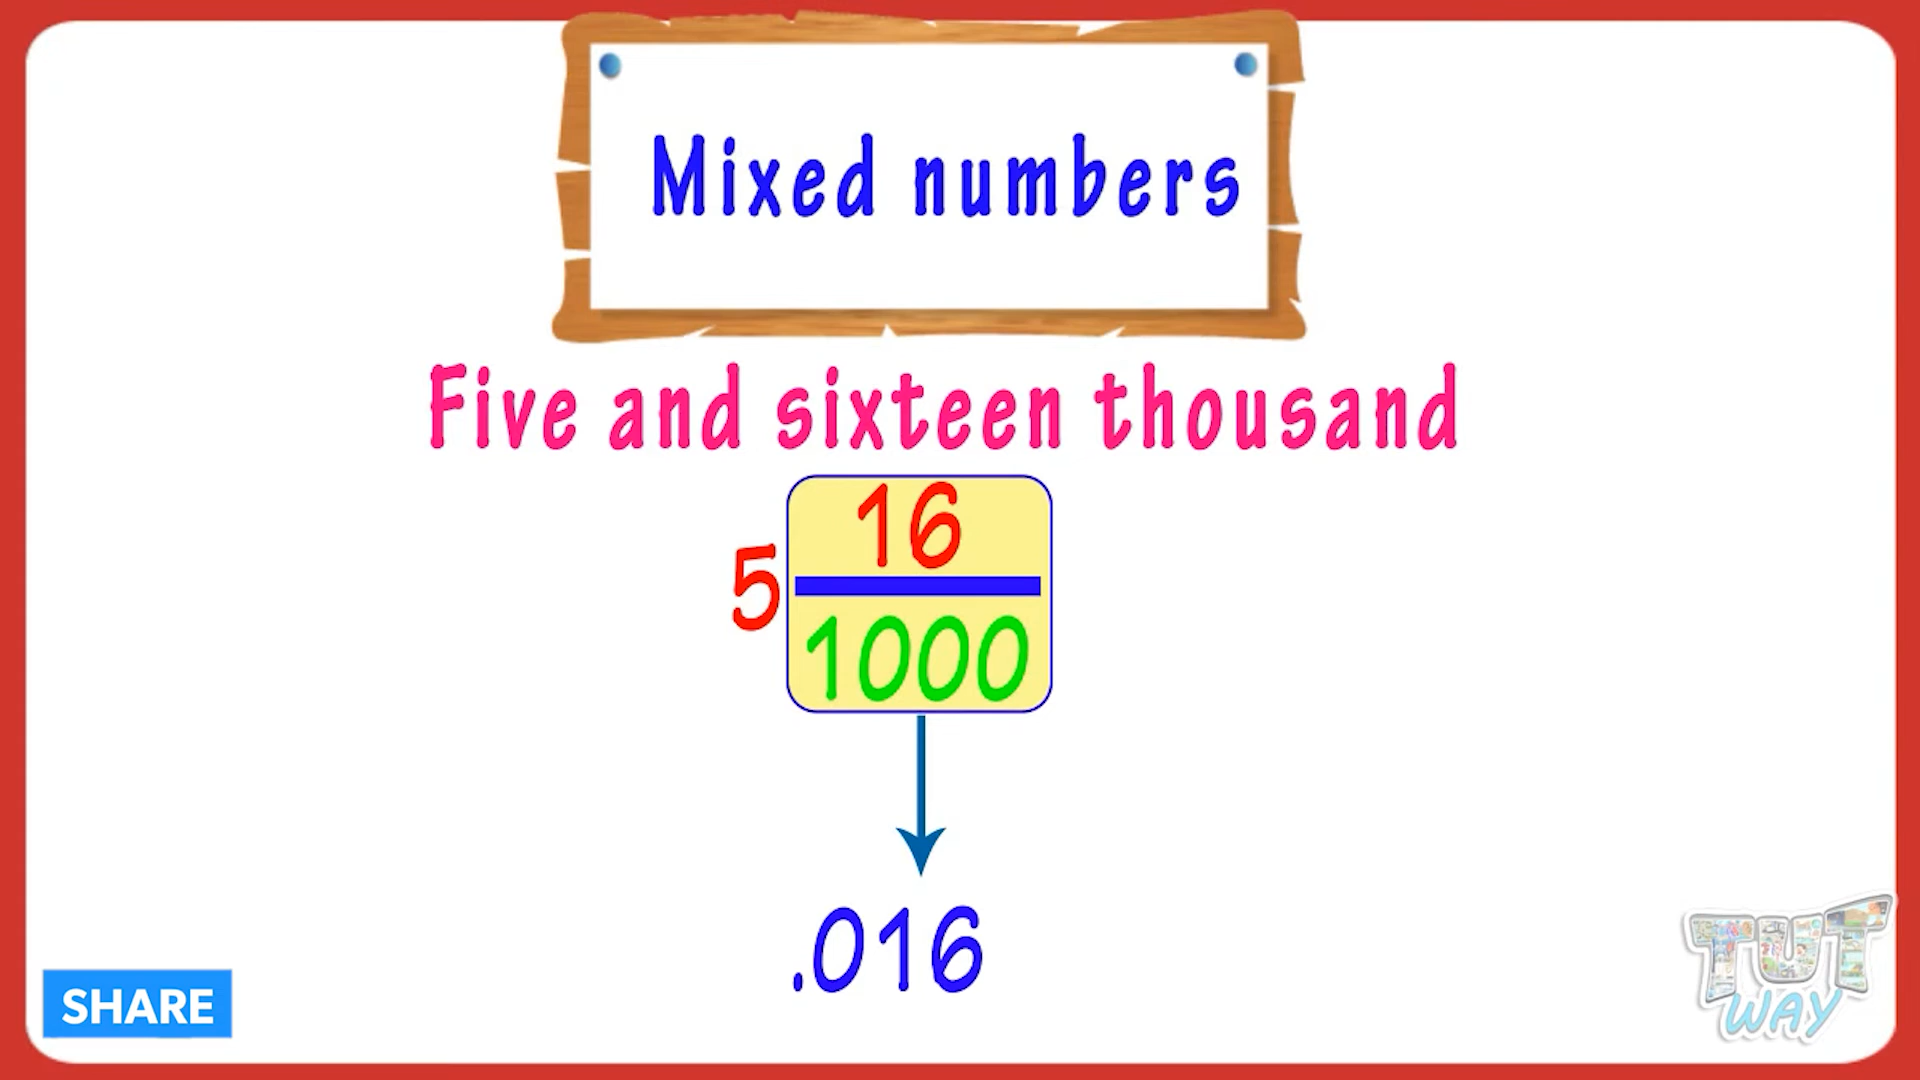 Mixed numbers
Five and sixteen thousand
16
5
1000
.016
SHARE
TUT
WAY